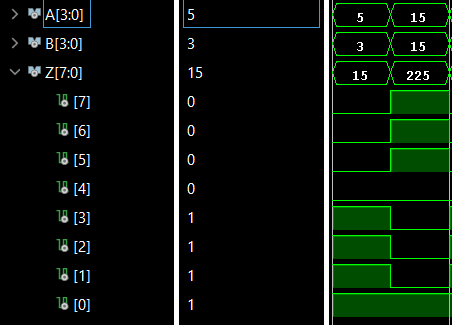 A[3:0] 5 5 15
B[3:0] 3 3 15
Z[7:0] 15 15 225
[7] 0
[6] 0
[5] 0
[4] 0
[3] 1
[2] 1
[1] 1
[0] 1